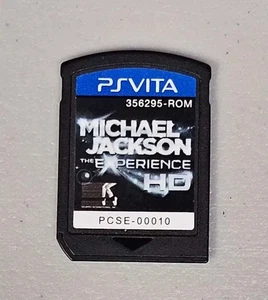 PSVITA
356295-ROM
MICHAEL
JACKSON
THE EXPERIENCE
HD
PCSE-00010